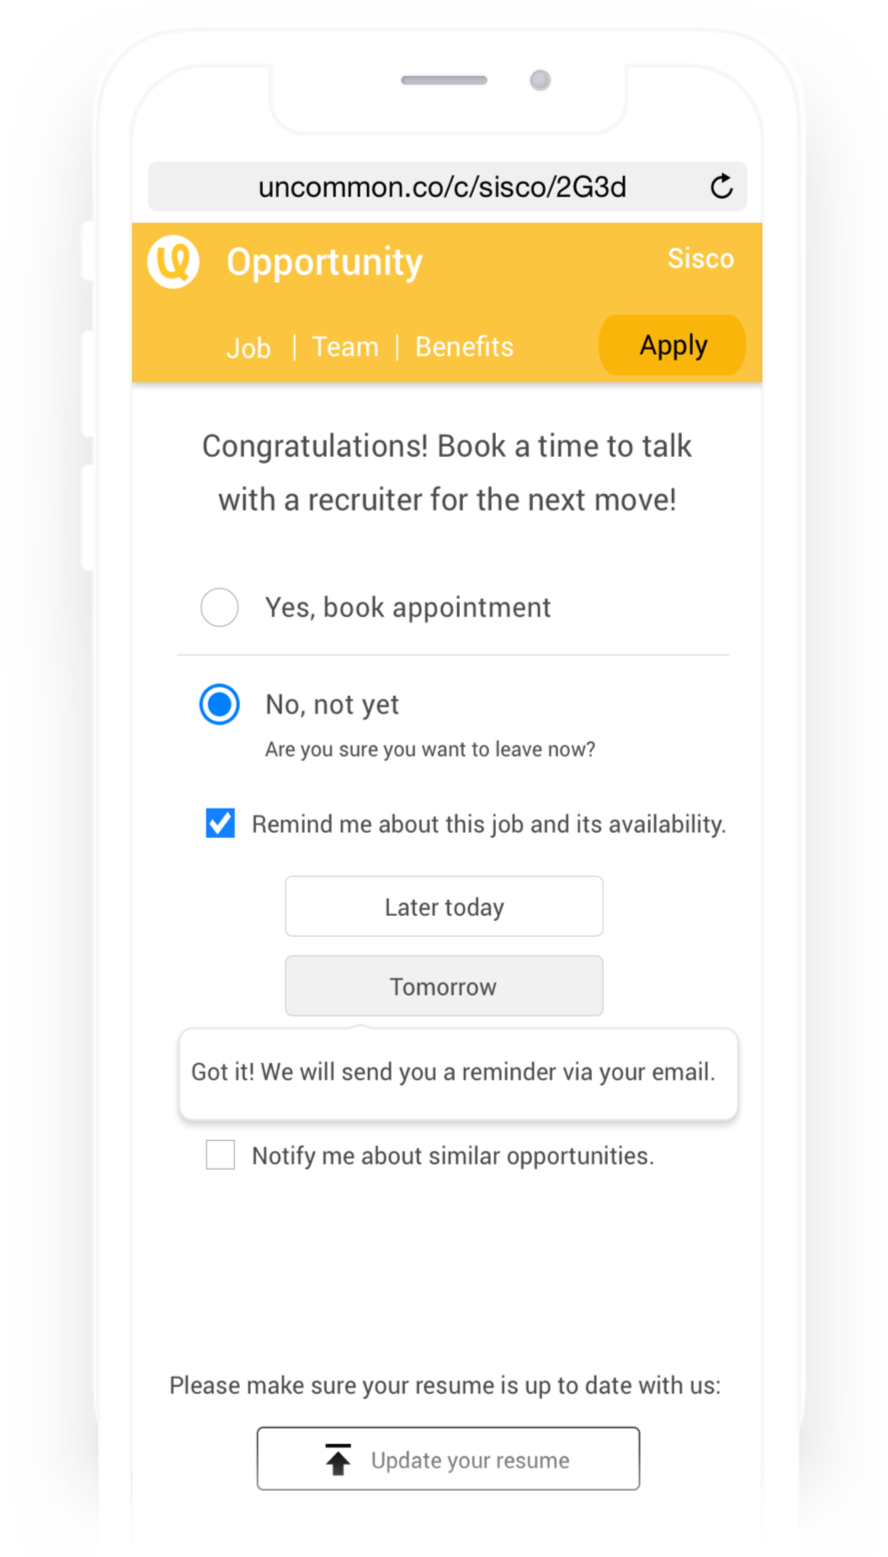 uncommon.co/c/sisco/2G3d
Opportunity
Sisco
Job | Team | Benefits
Apply
Congratulations! Book a time to talk
with a recruiter for the next move!
Yes, book appointment
No, not yet
Are you sure you want to leave now?
Remind me about this job and its availability.
Later today
Tomorrow
Got it! We will send you a reminder via your email.
Notify me about similar opportunities.
Please make sure your resume is up to date with us:
Update your resume